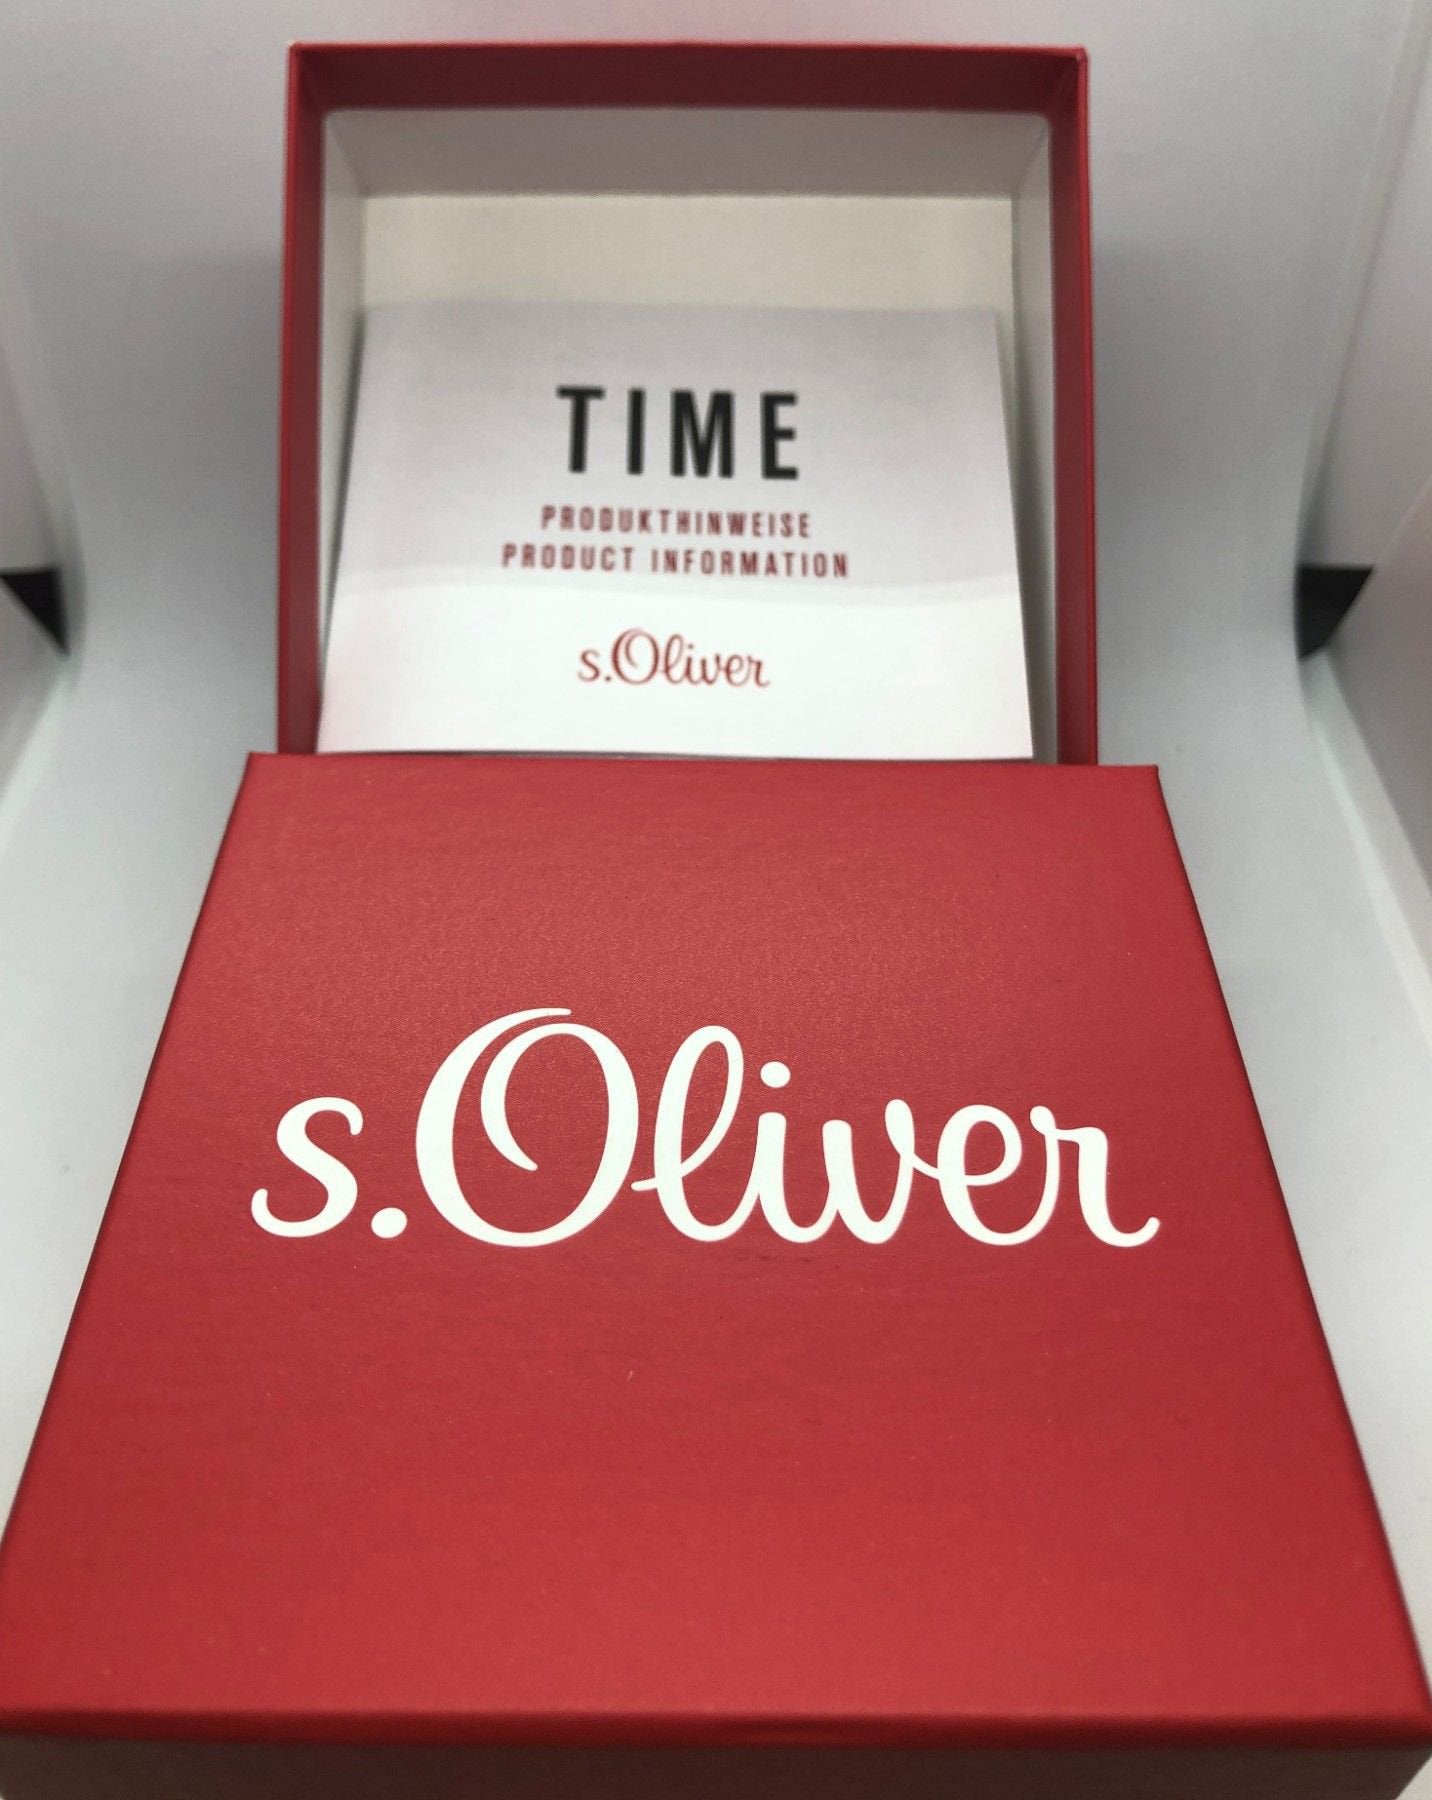 TIME
PRODUKTHINWEISE
PRODUCT INFORMATION
s.Oliver
s.Oliver